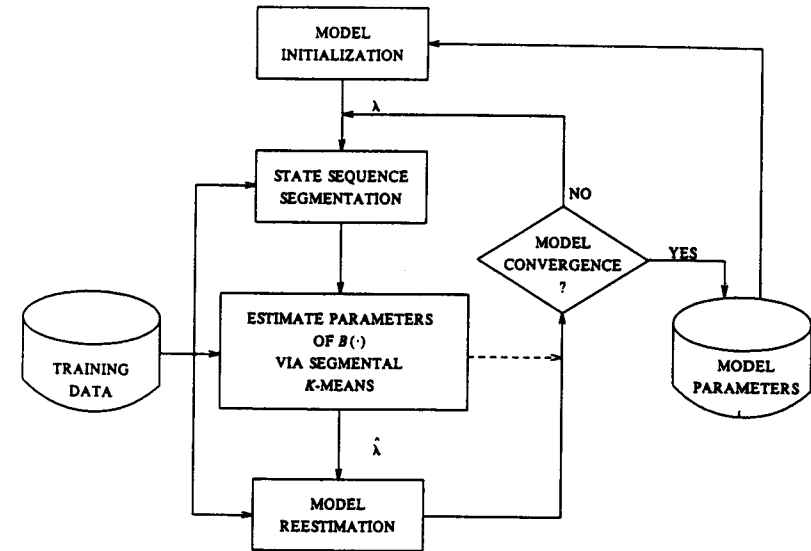 MODEL
INITIALIZATION
λ
STATE SEQUENCE
SEGMENTATION
NO
MODEL
CONVERGENCE
?
YES
ESTIMATE PARAMETERS
OF B(·)
VIA SEGMENTAL
K-MEANS
TRAINING
DATA
MODEL
PARAMETERS
λ̂
MODEL
REESTIMATION